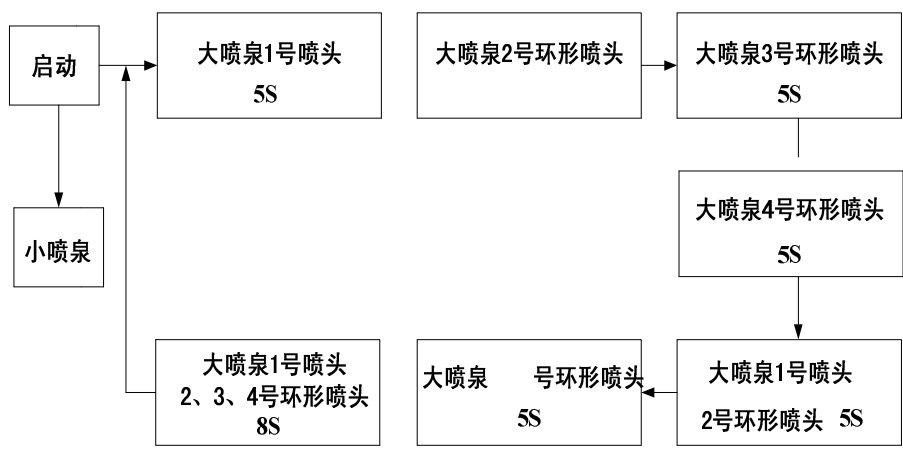 启动
大喷泉1号喷头
5S
大喷泉2号环形喷头
大喷泉3号环形喷头
5S
小喷泉
大喷泉4号环形喷头
5S
大喷泉1号喷头
2、3、4号环形喷头
8S
大喷泉 号环形喷头
5S
大喷泉1号喷头
2号环形喷头 5S